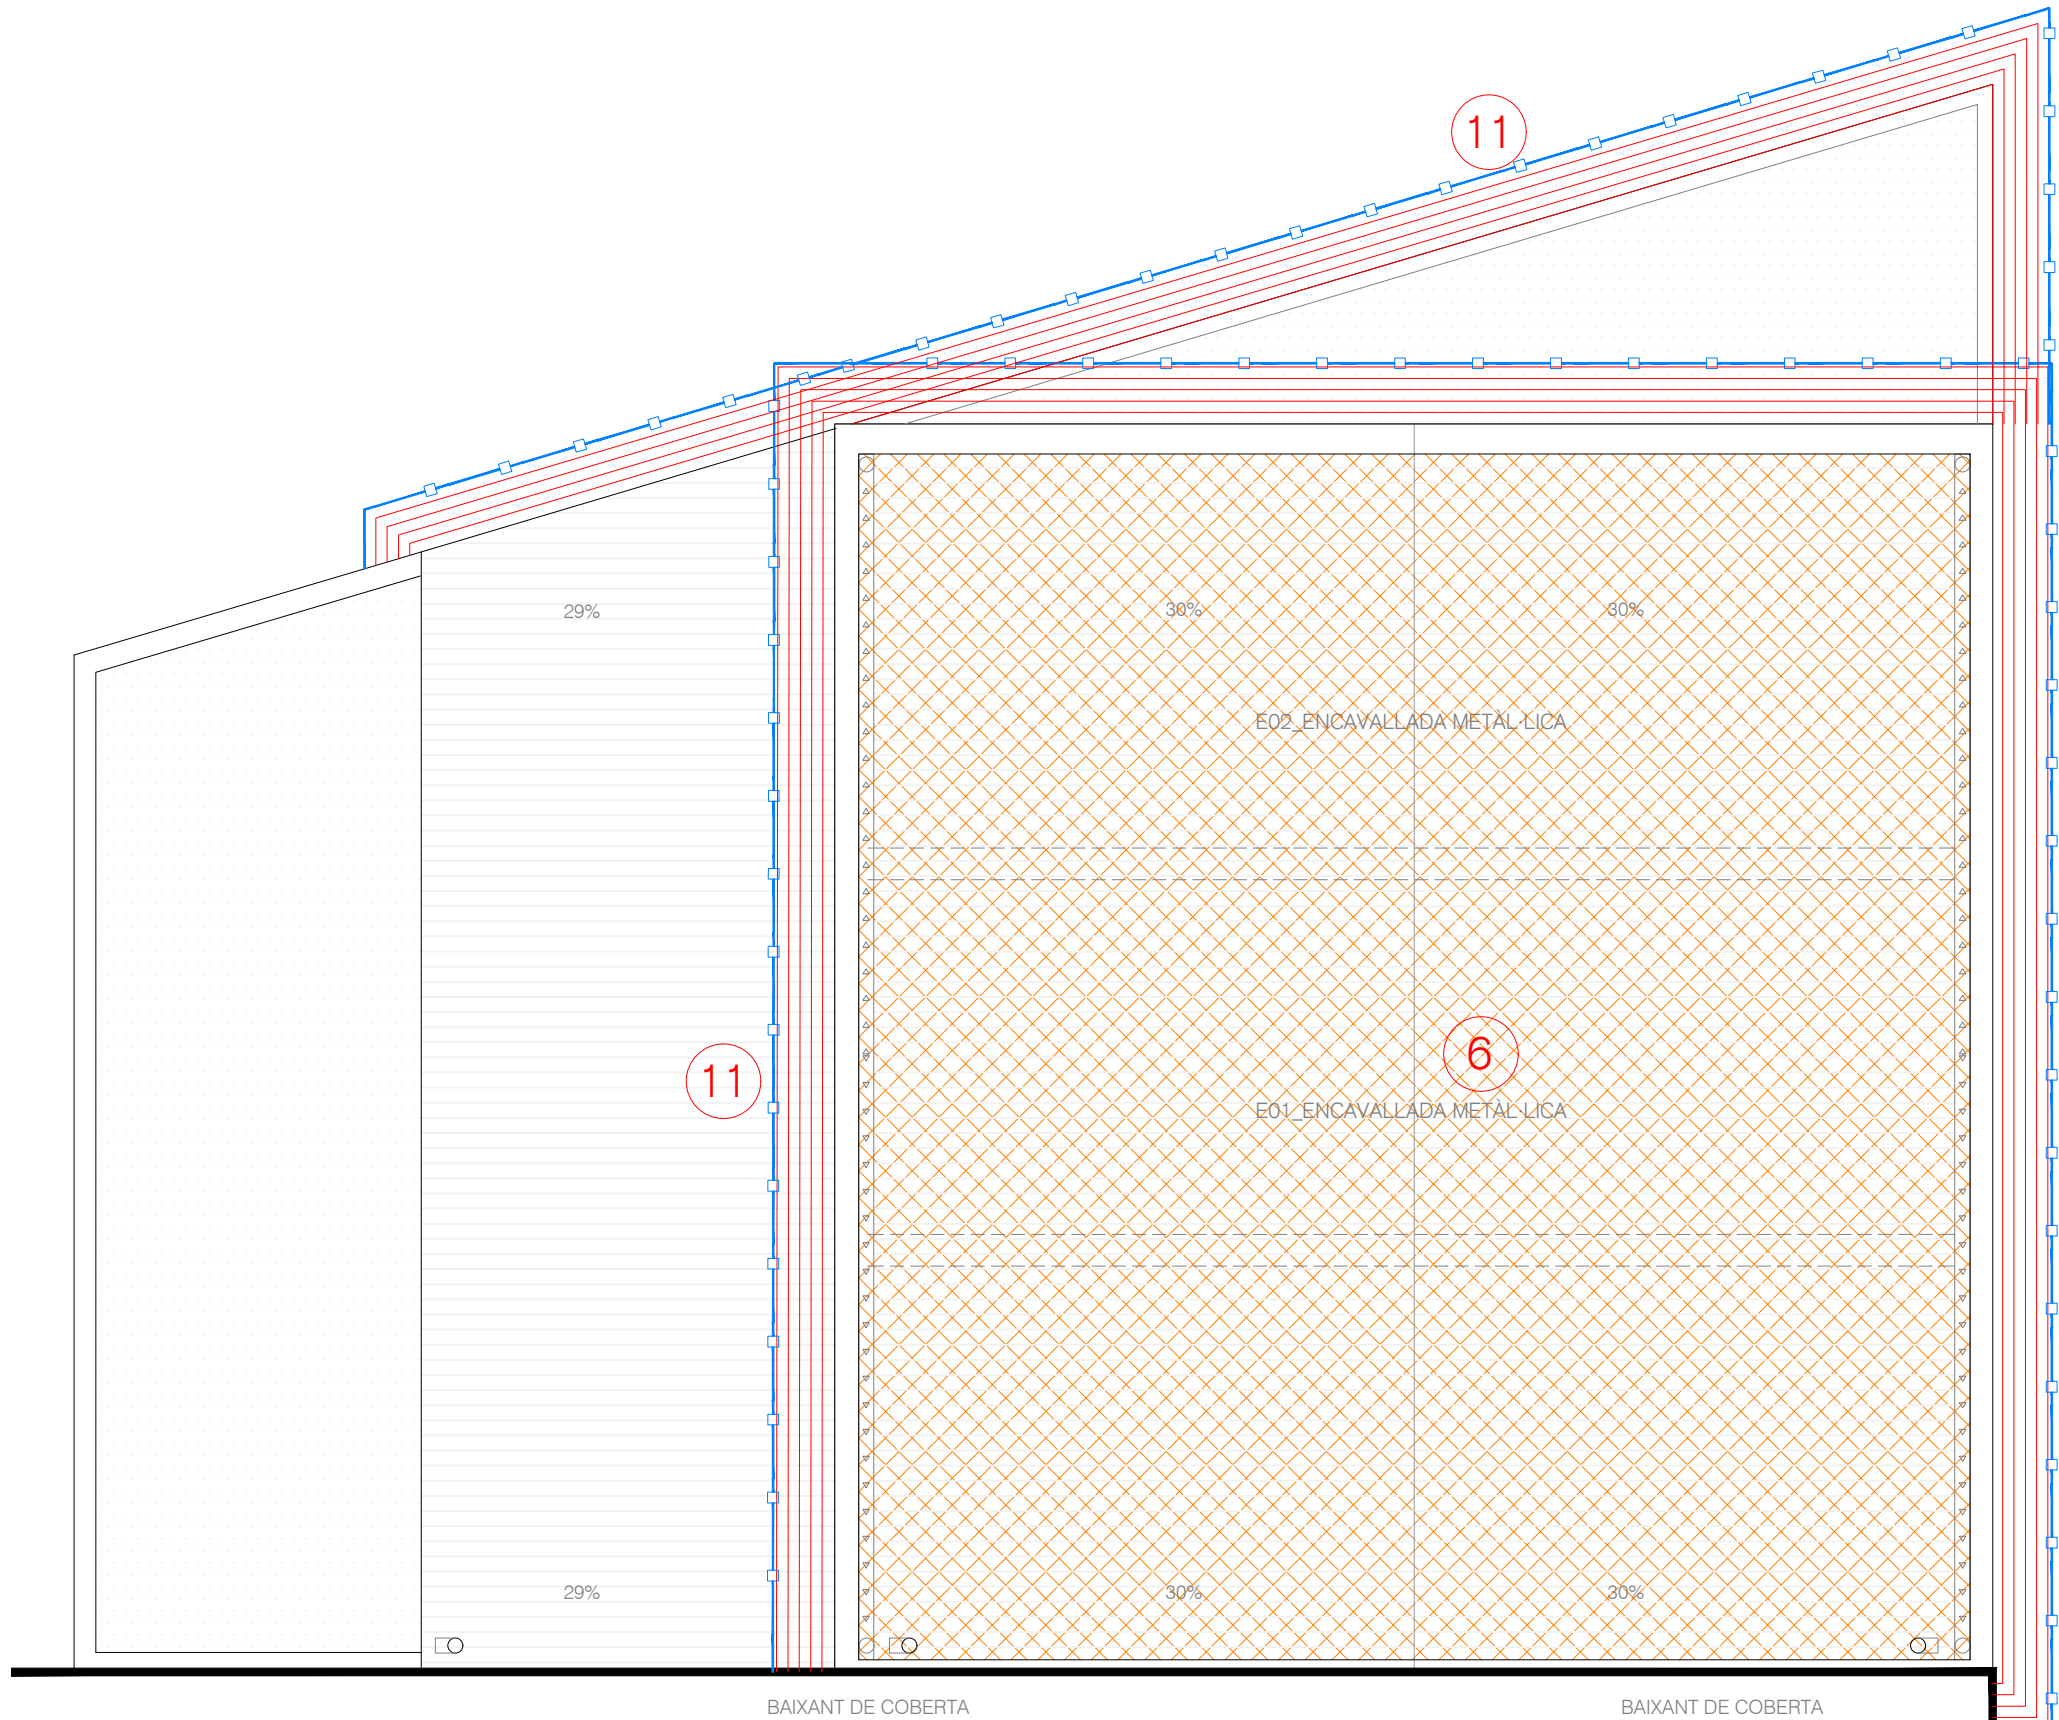 11
29%
30%
30%
E02_ENCAVALLADA METÀL·LICA
6
11
E01_ENCAVALLADA METÀL·LICA
29%
30%
30%
BAIXANT DE COBERTA
BAIXANT DE COBERTA